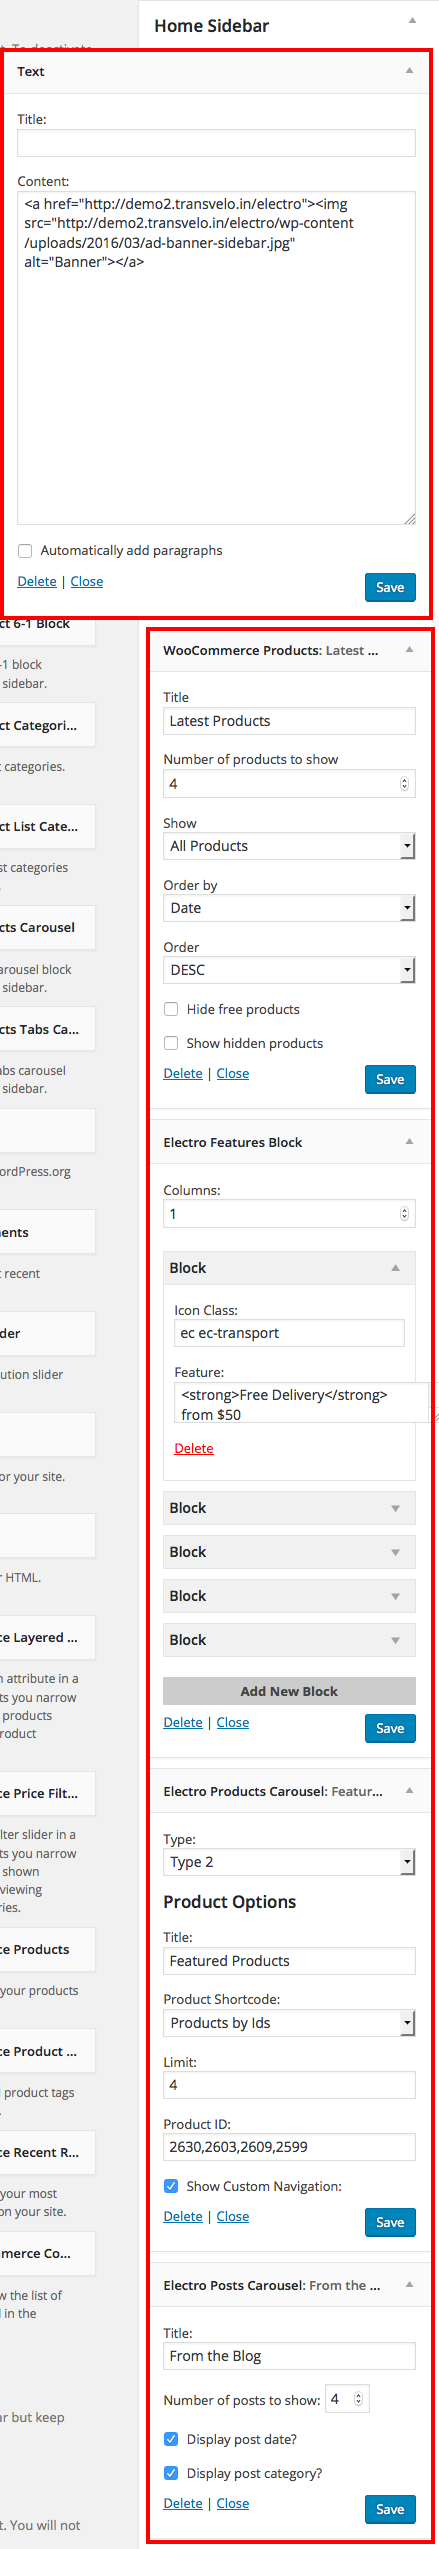 Home Sidebar
Text
Title:
Content:
<a href="http://demo2.transvelo.in/electro"><img
src="http://demo2.transvelo.in/electro/wp-content
/uploads/2016/03/ad-banner-sidebar.jpg"
alt="Banner"></a>
Automatically add paragraphs
Delete | Close
Save
ct 6-1 Block
-1 block
sidebar.
ct Categori...
t categories.
ct List Cate...
st categories
cts Carousel
arousel block
sidebar.
cts Tabs Ca...
abs carousel
sidebar.
ordPress.org
ents
t recent
der
ution slider
or your site.
r HTML.
ce Layered ...
n attribute in a
ts you narrow
products
roduct
ce Price Filt...
lter slider in a
ts you narrow
shown
viewing
ries.
ce Products
your products
ce Product ...
l product tags
ce Recent R...
your most
on your site.
merce Co...
w the list of
d in the
ar but keep
t. You will not
WooCommerce Products: Latest ...
Title
Latest Products
Number of products to show
4
Show
All Products
Order by
Date
Order
DESC
Hide free products
Show hidden products
Delete | Close
Save
Electro Features Block
Columns:
1
Block
Icon Class:
ec ec-transport
Feature:
<strong>Free Delivery</strong>
from $50
Delete
Block
Block
Block
Block
Add New Block
Delete | Close
Save
Electro Products Carousel: Featur...
Type:
Type 2
Product Options
Title:
Featured Products
Product Shortcode:
Products by Ids
Limit:
4
Product ID:
2630,2603,2609,2599
Show Custom Navigation:
Delete | Close
Save
Electro Posts Carousel: From the ...
Title:
From the Blog
Number of posts to show: 4
Display post date?
Display post category?
Delete | Close
Save